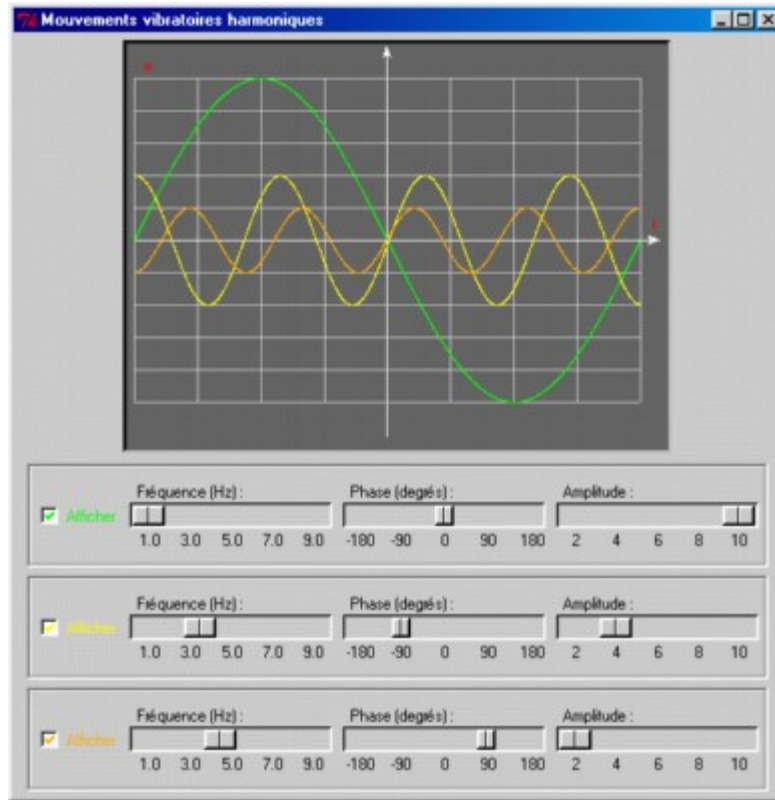 Mouvements vibratoires harmoniques
e
t
Fréquence (Hz) : Phase (degrés) : Amplitude :
Afficher
1.0 3.0 5.0 7.0 9.0 -180 -90 0 90 180 2 4 6 8 10
Fréquence (Hz) : Phase (degrés) : Amplitude :
Afficher
1.0 3.0 5.0 7.0 9.0 -180 -90 0 90 180 2 4 6 8 10
Fréquence (Hz) : Phase (degrés) : Amplitude :
Afficher
1.0 3.0 5.0 7.0 9.0 -180 -90 0 90 180 2 4 6 8 10